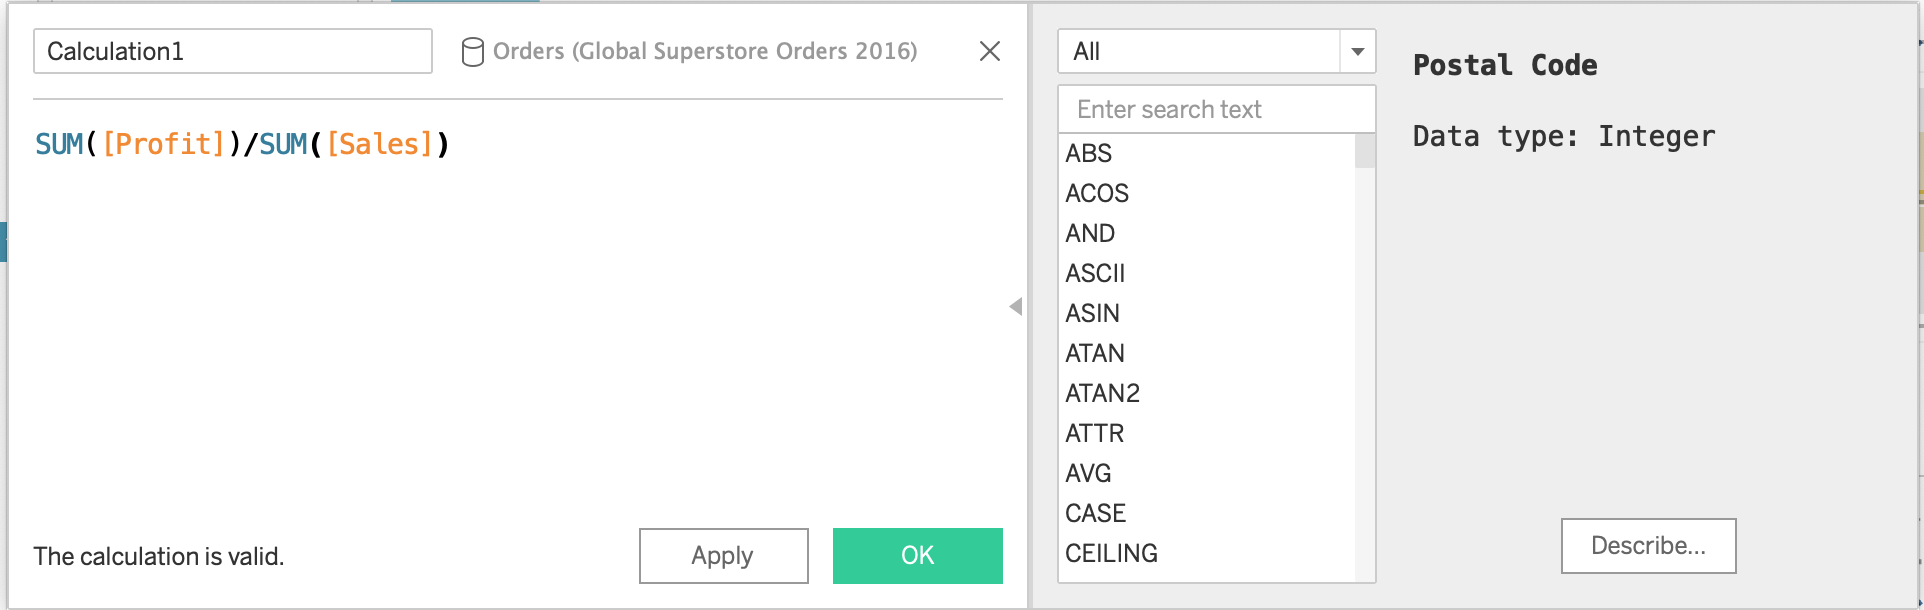 Calculation1
Orders (Global Superstore Orders 2016)
SUM([Profit])/SUM([Sales])
The calculation is valid.
Apply
OK
All
Enter search text
ABS
ACOS
AND
ASCII
ASIN
ATAN
ATAN2
ATTR
AVG
CASE
CEILING
Postal Code
Data type: Integer
Describe...